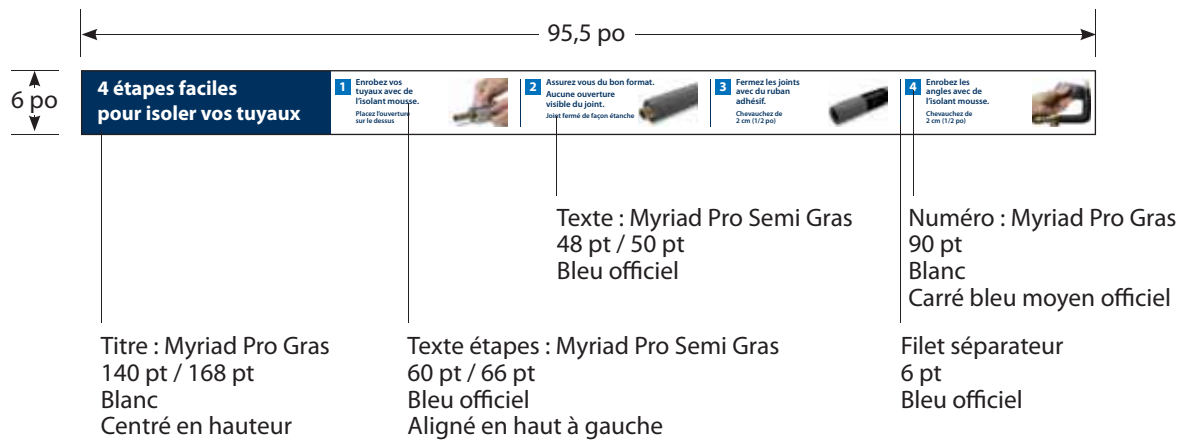 95,5 po
6 po
4 étapes faciles
pour isoler vos tuyaux
1
Enrobez vos
tuyaux avec de
l'isolant mousse.
Placez l'ouverture
sur le dessus
2
Assurez vous du bon format.
Aucune ouverture
visible du joint.
Joint fermé de façon étanche
3
Fermez les joints
avec du ruban
adhésif.
Chevauchez de
2 cm (1/2 po)
4
Enrobez les
angles avec de
l'isolant mousse.
Chevauchez de
2 cm (1/2 po)
Texte : Myriad Pro Semi Gras
48 pt / 50 pt
Bleu officiel
Numéro : Myriad Pro Gras
90 pt
Blanc
Carré bleu moyen officiel
Titre : Myriad Pro Gras
140 pt / 168 pt
Blanc
Centré en hauteur
Texte étapes : Myriad Pro Semi Gras
60 pt / 66 pt
Bleu officiel
Aligné en haut à gauche
Filet séparateur
6 pt
Bleu officiel